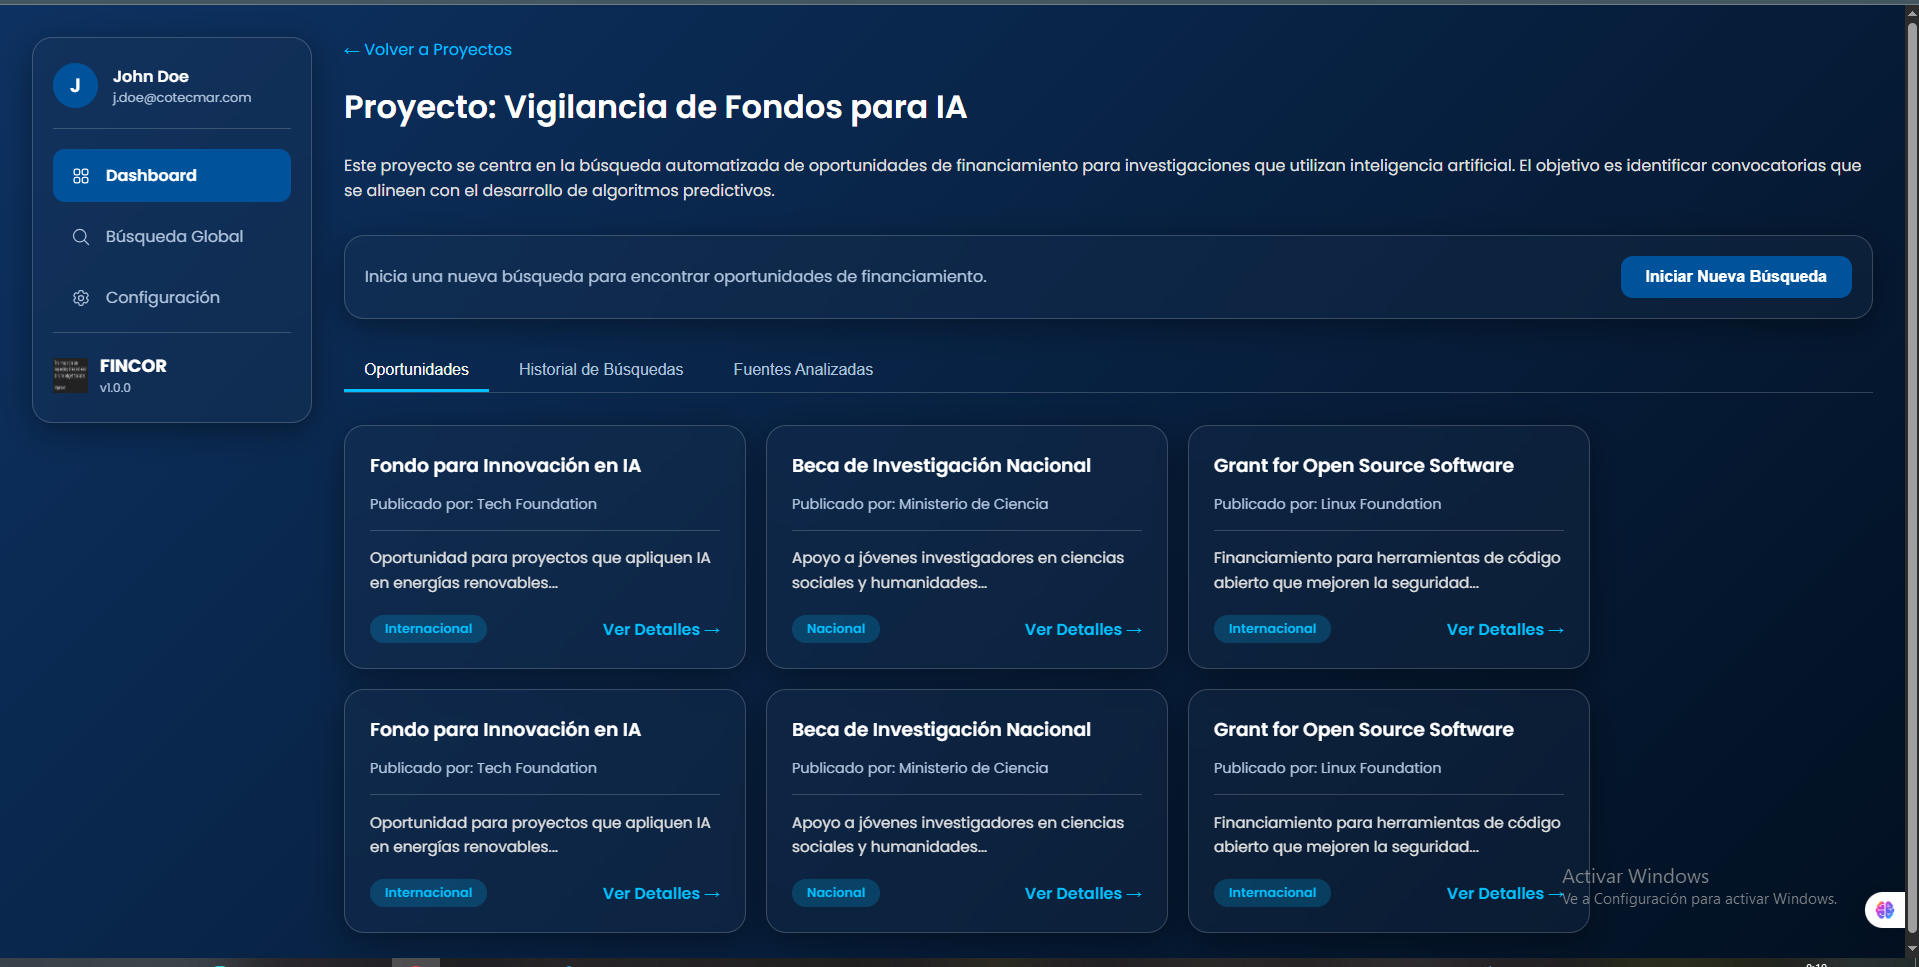 J
John Doe
j.doe@cotecmar.com
Dashboard
Búsqueda Global
Configuración
FINCOR
v1.0.0
← Volver a Proyectos
Proyecto: Vigilancia de Fondos para IA
Este proyecto se centra en la búsqueda automatizada de oportunidades de financiamiento para investigaciones que utilizan inteligencia artificial. El objetivo es identificar convocatorias que
se alineen con el desarrollo de algoritmos predictivos.
Inicia una nueva búsqueda para encontrar oportunidades de financiamiento.
Iniciar Nueva Búsqueda
Oportunidades
Historial de Búsquedas
Fuentes Analizadas
Fondo para Innovación en IA
Publicado por: Tech Foundation
Oportunidad para proyectos que apliquen IA
en energías renovables...
Internacional
Ver Detalles →
Beca de Investigación Nacional
Publicado por: Ministerio de Ciencia
Apoyo a jóvenes investigadores en ciencias
sociales y humanidades...
Nacional
Ver Detalles →
Grant for Open Source Software
Publicado por: Linux Foundation
Financiamiento para herramientas de código
abierto que mejoren la seguridad...
Internacional
Ver Detalles →
Fondo para Innovación en IA
Publicado por: Tech Foundation
Oportunidad para proyectos que apliquen IA
en energías renovables...
Internacional
Ver Detalles →
Beca de Investigación Nacional
Publicado por: Ministerio de Ciencia
Apoyo a jóvenes investigadores en ciencias
sociales y humanidades...
Nacional
Ver Detalles →
Grant for Open Source Software
Publicado por: Linux Foundation
Financiamiento para herramientas de código
abierto que mejoren la seguridad...
Internacional
Ver Detalles →
Activar Windows
Ve a Configuración para activar Windows.